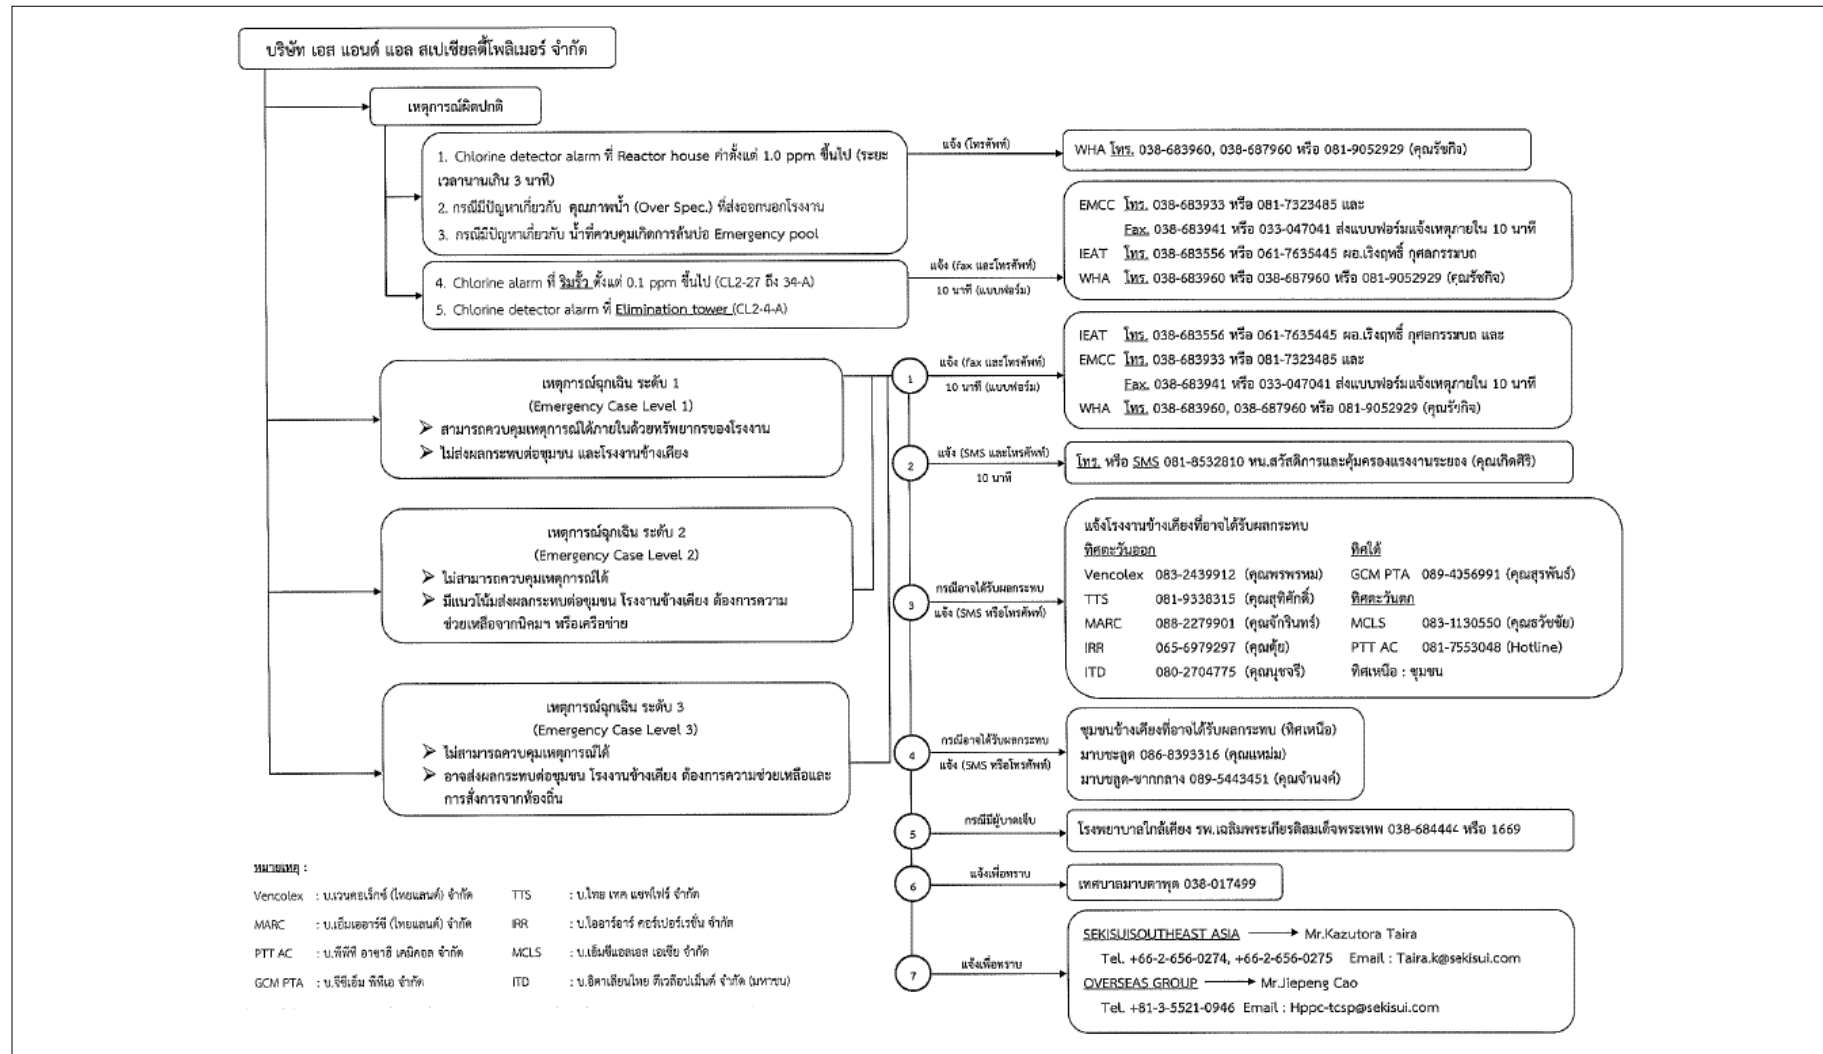 บริษัท เอส แอนด์ แอล สเปเชียลตี้โพลิเมอร์ จำกัด
เหตุการณ์ผิดปกติ
1. Chlorine detector alarm ที่ Reactor house ค่าตั้งแต่ 1.0 ppm ขึ้นไป (ระยะ
เวลานานเกิน 3 นาที)
2. กรณีมีปัญหาเกี่ยวกับ คุณภาพน้ำ (Over Spec.) ที่ส่งออกนอกโรงงาน
3. กรณีมีปัญหาเกี่ยวกับ น้ำที่ควบคุมเกิดการล้นบ่อ Emergency pool
แจ้ง (โทรศัพท์)
WHA โทร. 038-683960, 038-687960 หรือ 081-9052929 (คุณรัชกิจ)
4. Chlorine alarm ที่ ริมรั้ว ตั้งแต่ 0.1 ppm ขึ้นไป (CL2-27 ถึง 34-A)
5. Chlorine detector alarm ที่ Elimination tower (CL2-4-A)
แจ้ง (fax และโทรศัพท์)
10 นาที (แบบฟอร์ม)
EMCC โทร. 038-683933 หรือ 081-7323485 และ
Fax. 038-683941 หรือ 033-047041 ส่งแบบฟอร์มแจ้งเหตุภายใน 10 นาที
IEAT โทร. 038-683556 หรือ 061-7635445 ผอ.เริงฤทธิ์ กุศลกรรมบถ
WHA โทร. 038-683960 หรือ 038-687960 หรือ 081-9052929 (คุณรัชกิจ)
เหตุการณ์ฉุกเฉิน ระดับ 1
(Emergency Case Level 1)
➢ สามารถควบคุมเหตุการณ์ได้ภายในด้วยทรัพยากรของโรงงาน
➢ ไม่ส่งผลกระทบต่อชุมชน และโรงงานข้างเคียง
เหตุการณ์ฉุกเฉิน ระดับ 2
(Emergency Case Level 2)
➢ ไม่สามารถควบคุมเหตุการณ์ได้
➢ มีแนวโน้มส่งผลกระทบต่อชุมชน โรงงานข้างเคียง ต้องการความ
ช่วยเหลือจากนิคมฯ หรือเครือข่าย
เหตุการณ์ฉุกเฉิน ระดับ 3
(Emergency Case Level 3)
➢ ไม่สามารถควบคุมเหตุการณ์ได้
➢ อาจส่งผลกระทบต่อชุมชน โรงงานข้างเคียง ต้องการความช่วยเหลือและ
การสั่งการจากท้องถิ่น
1
แจ้ง (fax และโทรศัพท์)
10 นาที (แบบฟอร์ม)
IEAT โทร. 038-683556 หรือ 061-7635445 ผอ.เริงฤทธิ์ กุศลกรรมบถ และ
EMCC โทร. 038-683933 หรือ 081-7323485 และ
Fax. 038-683941 หรือ 033-047041 ส่งแบบฟอร์มแจ้งเหตุภายใน 10 นาที
WHA โทร. 038-683960, 038-687960 หรือ 081-9052929 (คุณรัชกิจ)
2
แจ้ง (SMS และโทรศัพท์)
10 นาที
โทร. หรือ SMS 081-8532810 หน.สวัสดิการและคุ้มครองแรงงานระยอง (คุณเกิดศิริ)
3
กรณีอาจได้รับผลกระทบ
แจ้ง (SMS หรือโทรศัพท์)
แจ้งโรงงานข้างเคียงที่อาจได้รับผลกระทบ
ทิศตะวันออก ทิศใต้
Vencolex 083-2439912 (คุณพรพรหม) GCM PTA 089-4056991 (คุณสุรพันธ์)
TTS 081-9338315 (คุณสุทิศักดิ์) ทิศตะวันตก
MARC 088-2279901 (คุณจักรินทร์) MCLS 083-1130550 (คุณธวัชชัย)
IRR 065-6979297 (คุณตุ้ย) PTT AC 081-7553048 (Hotline)
ITD 080-2704775 (คุณนุชจรี) ทิศเหนือ : ชุมชน
4
กรณีอาจได้รับผลกระทบ
แจ้ง (SMS หรือโทรศัพท์)
ชุมชนข้างเคียงที่อาจได้รับผลกระทบ (ทิศเหนือ)
มาบชะลูด 086-8393316 (คุณแหม่ม)
มาบชลูด-ชากกลาง 089-5443451 (คุณจำนงค์)
5
กรณีมีผู้บาดเจ็บ
โรงพยาบาลใกล้เคียง รพ.เฉลิมพระเกียรติสมเด็จพระเทพ 038-684444 หรือ 1669
6
แจ้งเพื่อทราบ
เทศบาลมาบตาพุด 038-017499
7
แจ้งเพื่อทราบ
SEKISUISOUTHEAST ASIA Mr.Kazutora Taira
Tel. +66-2-656-0274, +66-2-656-0275 Email : Taira.k@sekisui.com
OVERSEAS GROUP Mr.Jiepeng Cao
Tel. +81-3-5521-0946 Email : Hppc-tcsp@sekisui.com
หมายเหตุ :
Vencolex : บ.เวนคอเร็กซ์ (ไทยแลนด์) จำกัด TTS : บ.ไทย เทค แซฟไฟร์ จำกัด
MARC : บ.เอ็มเออาร์ซี (ไทยแลนด์) จำกัด IRR : บ.ไออาร์อาร์ คอร์เปอร์เรชั่น จำกัด
PTT AC : บ.พีทีที อาซาฮี เคมิคอล จำกัด MCLS : บ.เอ็มซีแอลเอส เอเซีย จำกัด
GCM PTA : บ.จีซีเอ็ม พีทีเอ จำกัด ITD : บ.อิตาเลียนไทย ดีเวล๊อปเม็นต์ จำกัด (มหาชน)